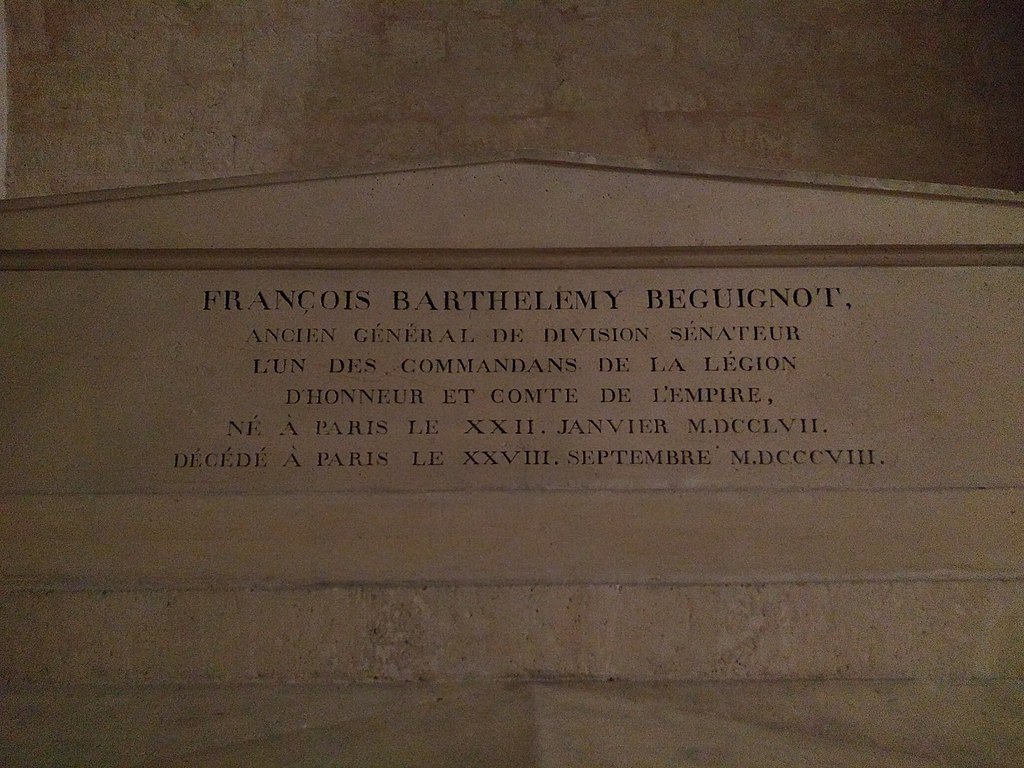 FRANÇOIS BARTHELEMY BEGUIGNOT,
ANCIEN GÉNÉRAL DE DIVISION SÉNATEUR
L'UN DES COMMANDANS DE LA LÉGION
D'HONNEUR ET COMTE DE L'EMPIRE,
NÉ À PARIS LE XXII. JANVIER M.DCCLVII.
DÉCÉDÉ À PARIS LE XXVIII. SEPTEMBRE M.DCCCVIII.